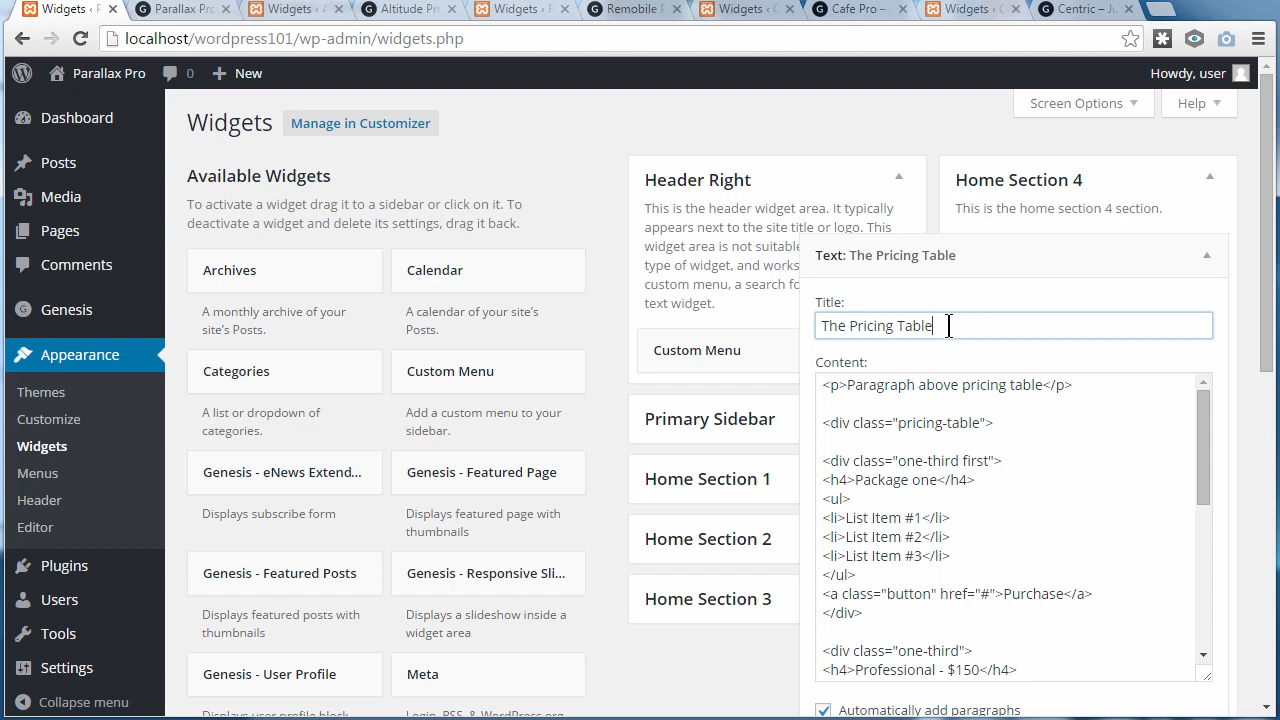 Widgets ‹ P
Parallax Pro
Widgets ‹ A
Altitude Pro
Widgets ‹ R
Remobile P
Widgets ‹ C
Cafe Pro –
Widgets ‹ C
Centric – Ju
localhost/wordpress101/wp-admin/widgets.php
Parallax Pro
0
New
Howdy, user
Dashboard
Posts
Media
Pages
Comments
Genesis
Appearance
Themes
Customize
Widgets
Menus
Header
Editor
Plugins
Users
Tools
Settings
Collapse menu
Screen Options
Help
Widgets
Manage in Customizer
Available Widgets
To activate a widget drag it to a sidebar or click on it. To
deactivate a widget and delete its settings, drag it back.
Archives
A monthly archive of your
site's Posts.
Calendar
A calendar of your site's
Posts.
Categories
A list or dropdown of
categories.
Custom Menu
Add a custom menu to your
sidebar.
Genesis - eNews Extend...
Displays subscribe form
Genesis - Featured Page
Displays featured page with
thumbnails
Genesis - Featured Posts
Displays featured posts with
thumbnails
Genesis - Responsive Sli...
Displays a slideshow inside a
widget area
Genesis - User Profile
Displays user profile block
Meta
Login, RSS, & WordPress.org
Header Right
This is the header widget area. It typically
appears next to the site title or logo. This
widget area is not suitable
type of widget, and works
custom menu, a search fo
text widget.
Custom Menu
Primary Sidebar
Home Section 1
Home Section 2
Home Section 3
Home Section 4
This is the home section 4 section.
Text: The Pricing Table
Title:
The Pricing Table
Content:
<p>Paragraph above pricing table</p>
<div class="pricing-table">
<div class="one-third first">
<h4>Package one</h4>
<ul>
<li>List Item #1</li>
<li>List Item #2</li>
<li>List Item #3</li>
</ul>
<a class="button" href="#">Purchase</a>
</div>
<div class="one-third">
<h4>Professional - $150</h4>
Automatically add paragraphs